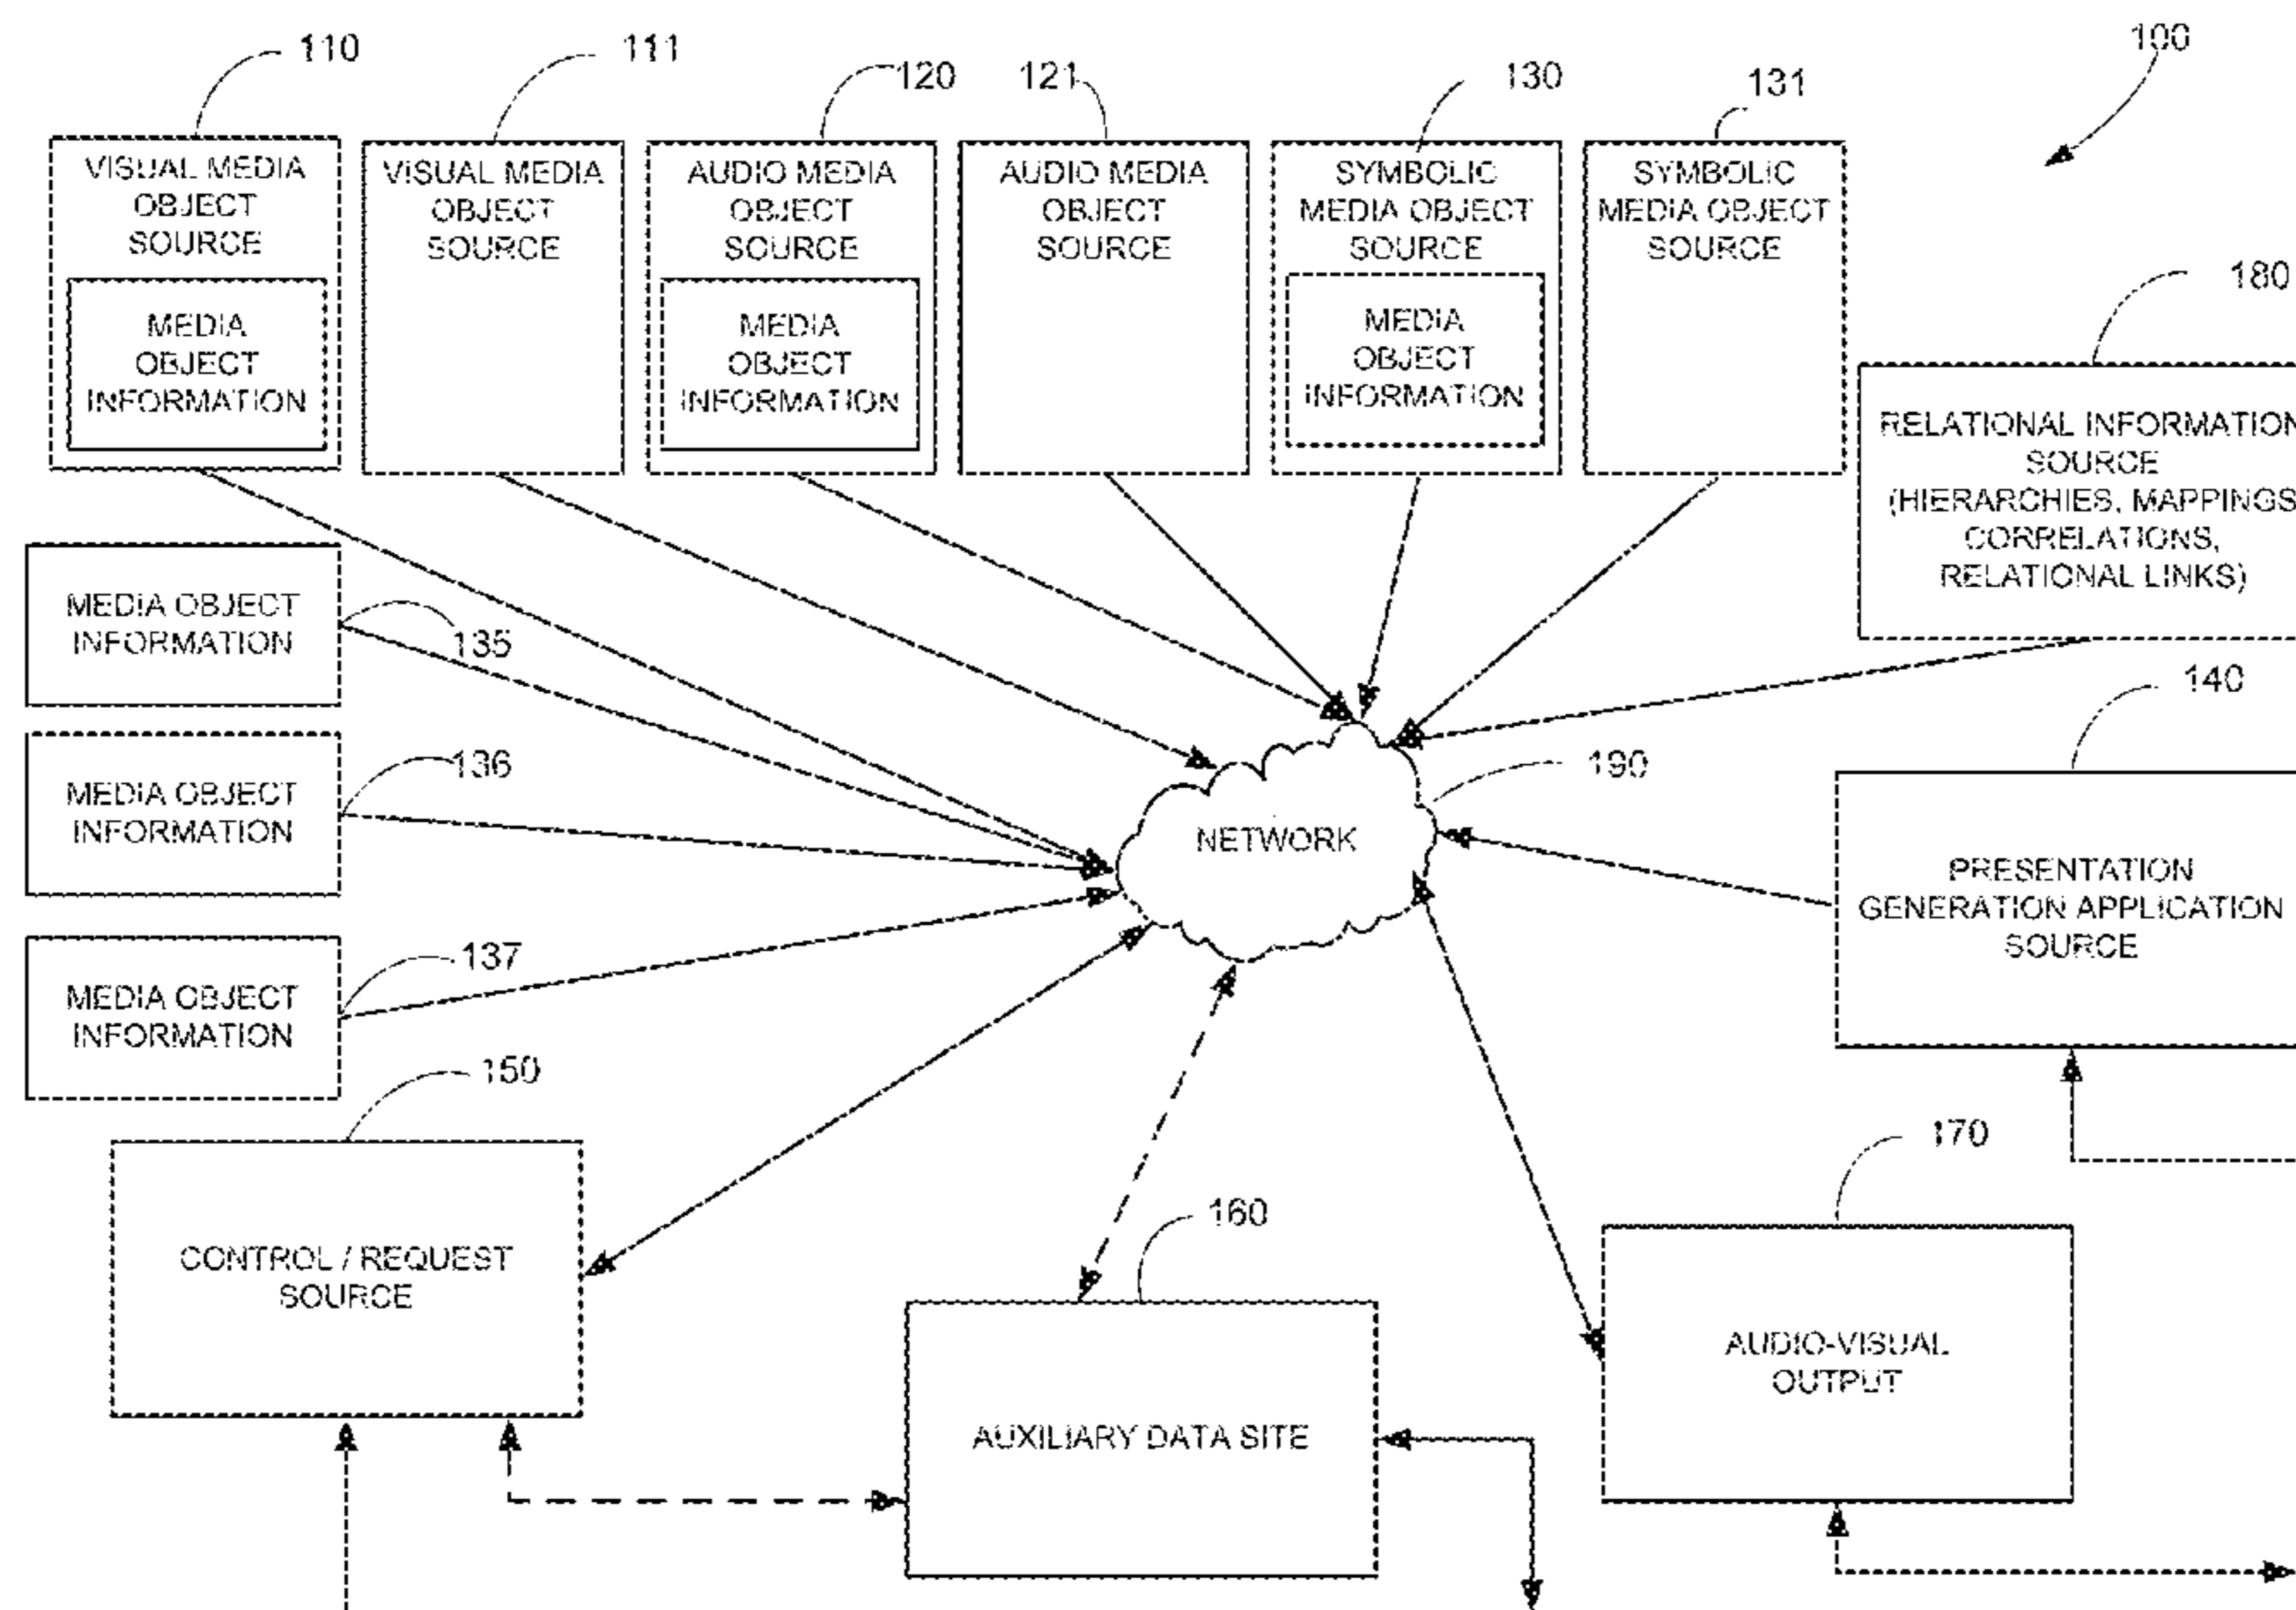 110
111
120
121
130
131
100
VISUAL MEDIA
OBJECT
SOURCE
MEDIA
OBJECT
INFORMATION
VISUAL MEDIA
OBJECT
SOURCE
AUDIO MEDIA
OBJECT
SOURCE
MEDIA
OBJECT
INFORMATION
AUDIO MEDIA
OBJECT
SOURCE
SYMBOLIC
MEDIA OBJECT
SOURCE
MEDIA
OBJECT
INFORMATION
SYMBOLIC
MEDIA OBJECT
SOURCE
180
RELATIONAL INFORMATION
SOURCE
(HIERARCHIES, MAPPINGS
CORRELATIONS,
RELATIONAL LINKS)
MEDIA OBJECT
INFORMATION
135
MEDIA OBJECT
INFORMATION
136
MEDIA OBJECT
INFORMATION
137
NETWORK
190
140
PRESENTATION
GENERATION APPLICATION
SOURCE
150
CONTROL / REQUEST
SOURCE
160
AUXILIARY DATA SITE
170
AUDIO-VISUAL
OUTPUT